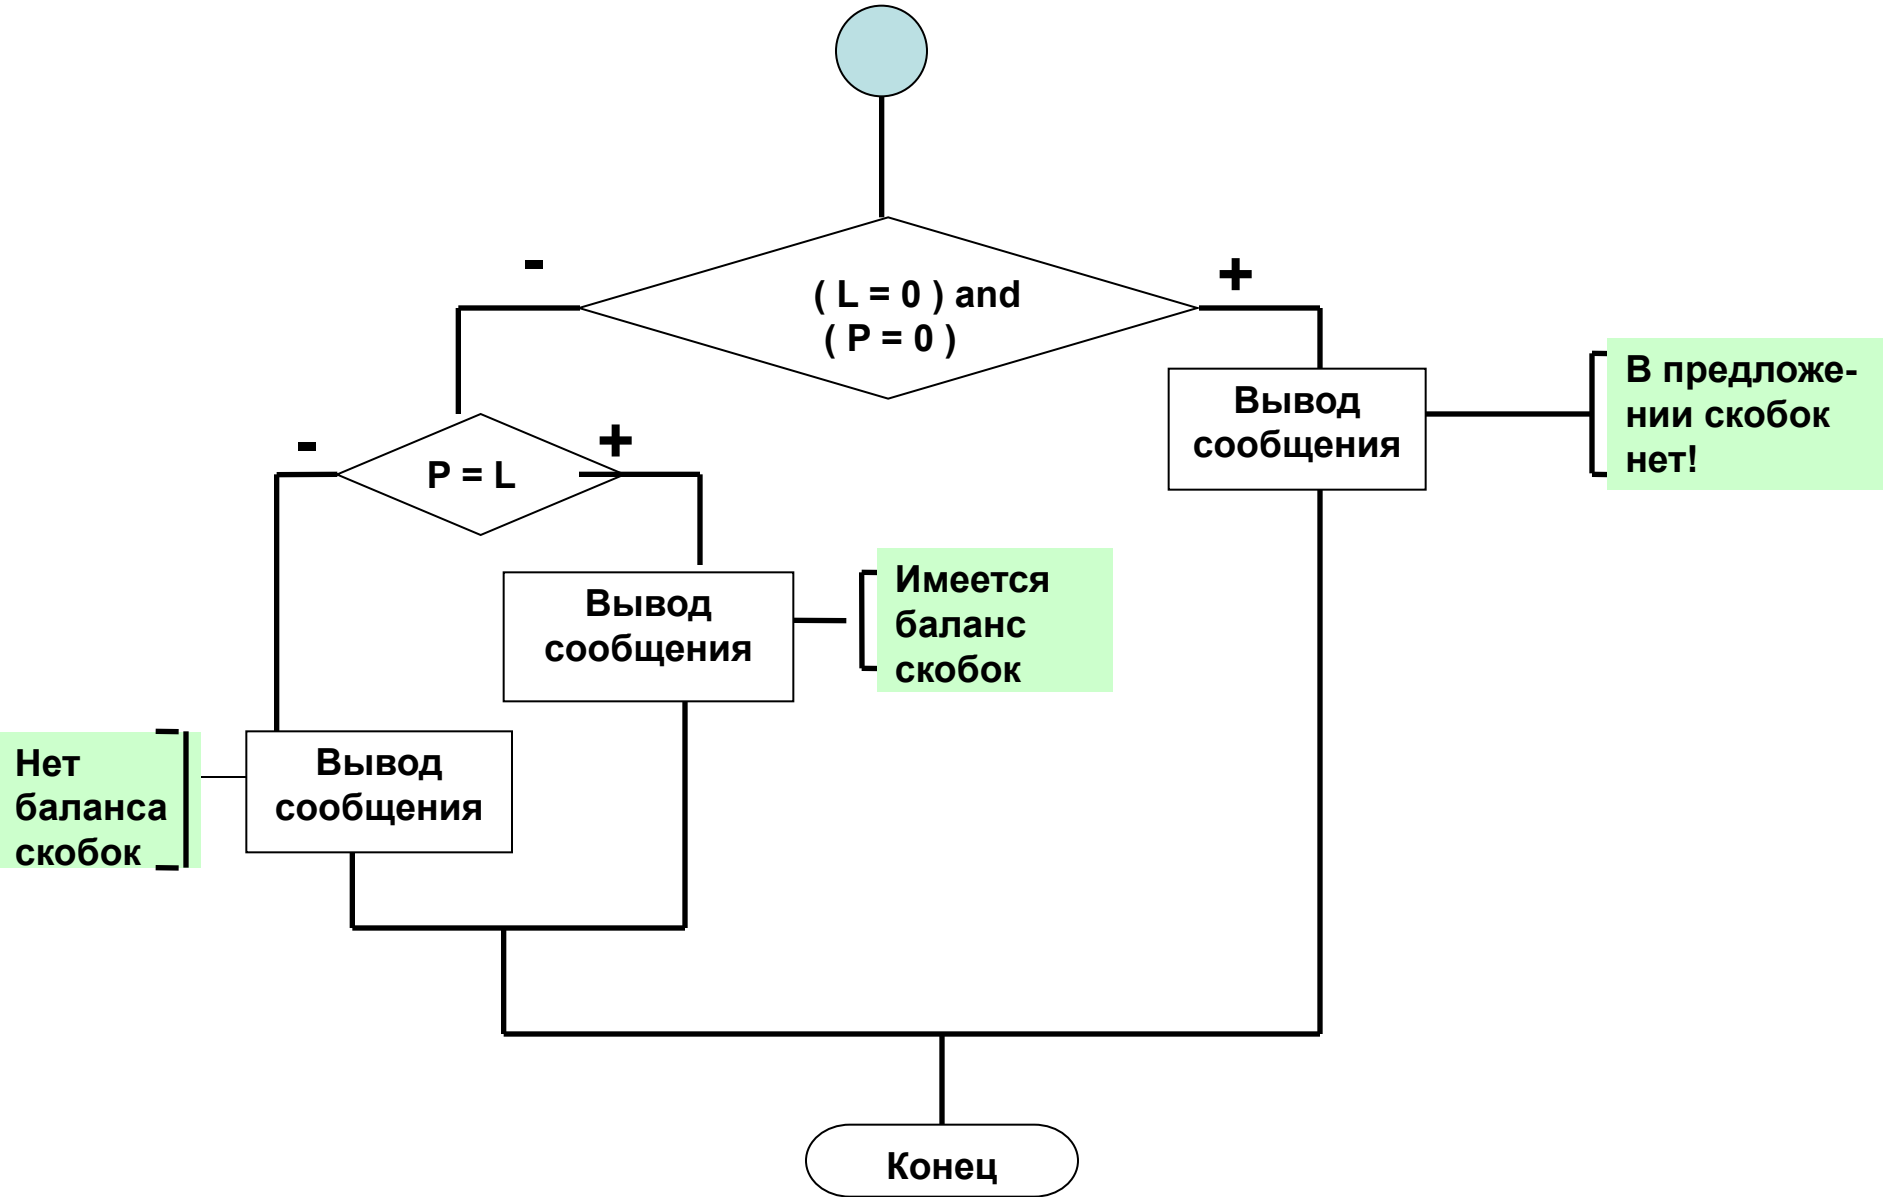 ( L = 0 ) and
( P = 0 )
-
+
В предложе-
нии скобок
нет!
Вывод
сообщения
-
+
P = L
Имеется
баланс
скобок
Вывод
сообщения
Нет
баланса
скобок
Вывод
сообщения
Конец